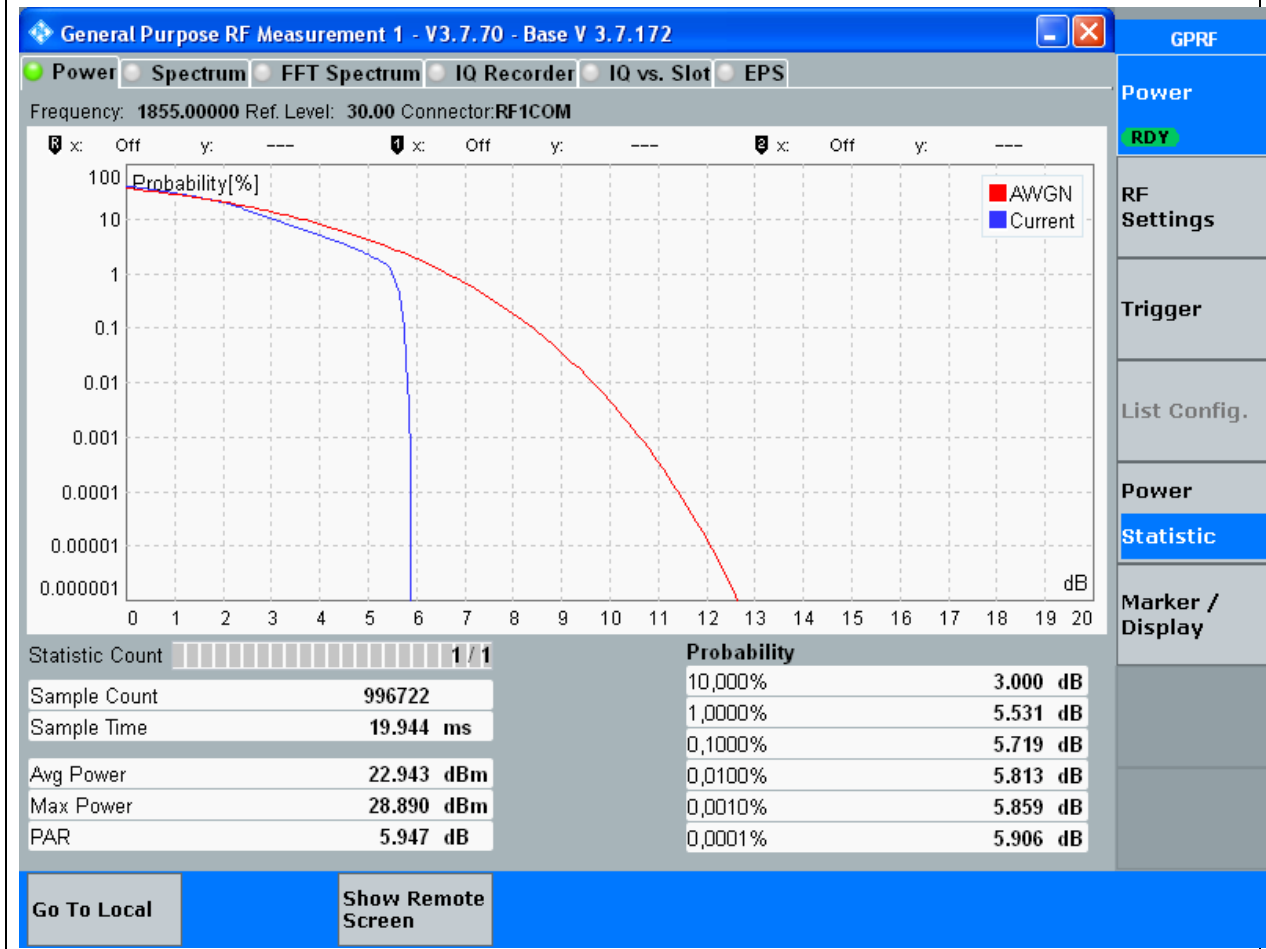 General Purpose RF Measurement 1 - V3.7.70 - Base V 3.7.172
GPRF
Power Spectrum FFT Spectrum IQ Recorder IQ vs. Slot EPS
Power
RDY
Frequency: 1855.00000 Ref. Level: 30.00 Connector:RF1COM
R x: Off y: --- 1 x: Off y: --- 2 x: Off y: ---
Probability[%]
AWGN
Current
100
10
1
0.1
0.01
0.001
0.0001
0.00001
0.000001
dB
0 1 2 3 4 5 6 7 8 9 10 11 12 13 14 15 16 17 18 19 20
RF Settings
Trigger
List Config.
Power
Statistic
Marker / Display
Statistic Count 1 / 1
Sample Count 996722
Sample Time 19.944 ms
Avg Power 22.943 dBm
Max Power 28.890 dBm
PAR 5.947 dB
Probability
10,000% 3.000 dB
1,0000% 5.531 dB
0,1000% 5.719 dB
0,0100% 5.813 dB
0,0010% 5.859 dB
0,0001% 5.906 dB
Go To Local
Show Remote Screen